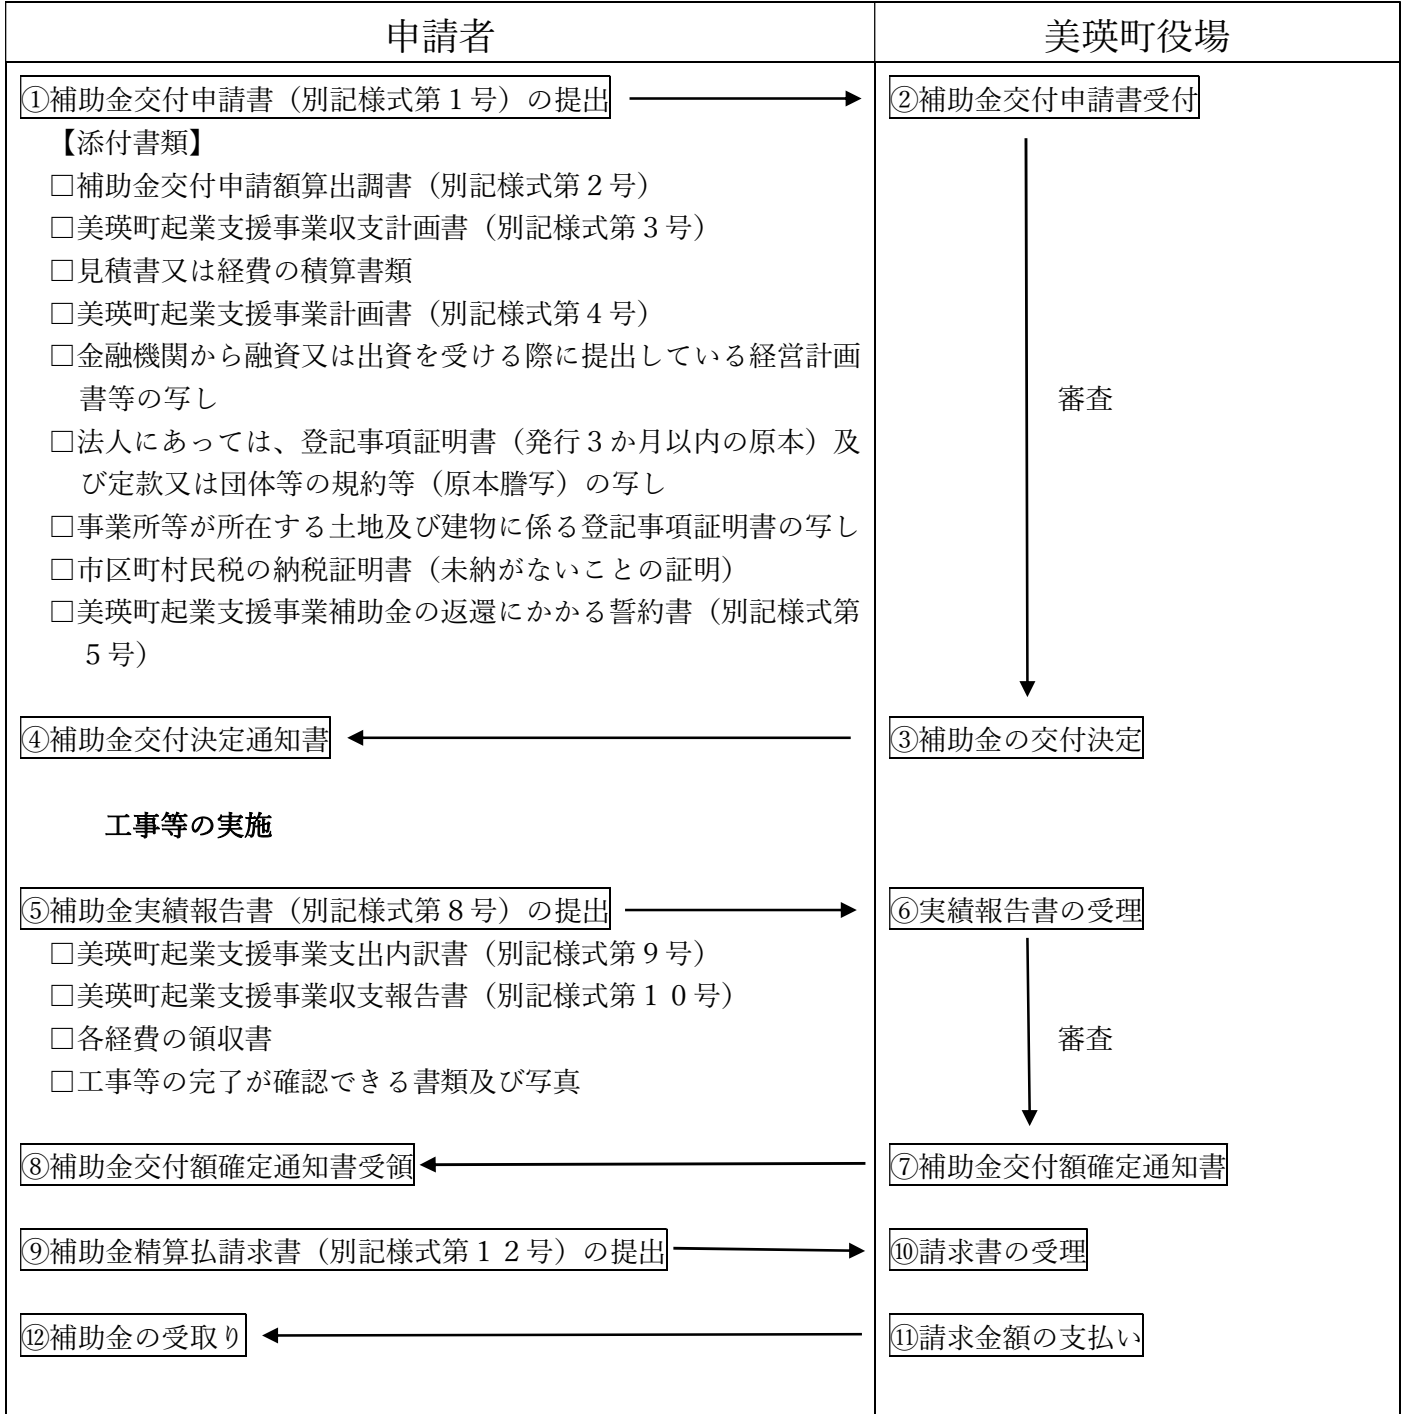 申請者
美瑛町役場
①補助金交付申請書（別記様式第１号）の提出
②補助金交付申請書受付
【添付書類】
□補助金交付申請額算出調書（別記様式第２号）
□美瑛町起業支援事業収支計画書（別記様式第３号）
□見積書又は経費の積算書類
□美瑛町起業支援事業計画書（別記様式第４号）
□金融機関から融資又は出資を受ける際に提出している経営計画
書等の写し
審査
□法人にあっては、登記事項証明書（発行３か月以内の原本）及
び定款又は団体等の規約等（原本謄写）の写し
□事業所等が所在する土地及び建物に係る登記事項証明書の写し
□市区町村民税の納税証明書（未納がないことの証明）
□美瑛町起業支援事業補助金の返還にかかる誓約書（別記様式第
５号）
④補助金交付決定通知書
③補助金の交付決定
工事等の実施
⑤補助金実績報告書（別記様式第８号）の提出
⑥実績報告書の受理
□美瑛町起業支援事業支出内訳書（別記様式第９号）
□美瑛町起業支援事業収支報告書（別記様式第１０号）
□各経費の領収書
審査
□工事等の完了が確認できる書類及び写真
⑧補助金交付額確定通知書受領
⑦補助金交付額確定通知書
⑨補助金精算払請求書（別記様式第１２号）の提出
⑩請求書の受理
⑫補助金の受取り
⑪請求金額の支払い